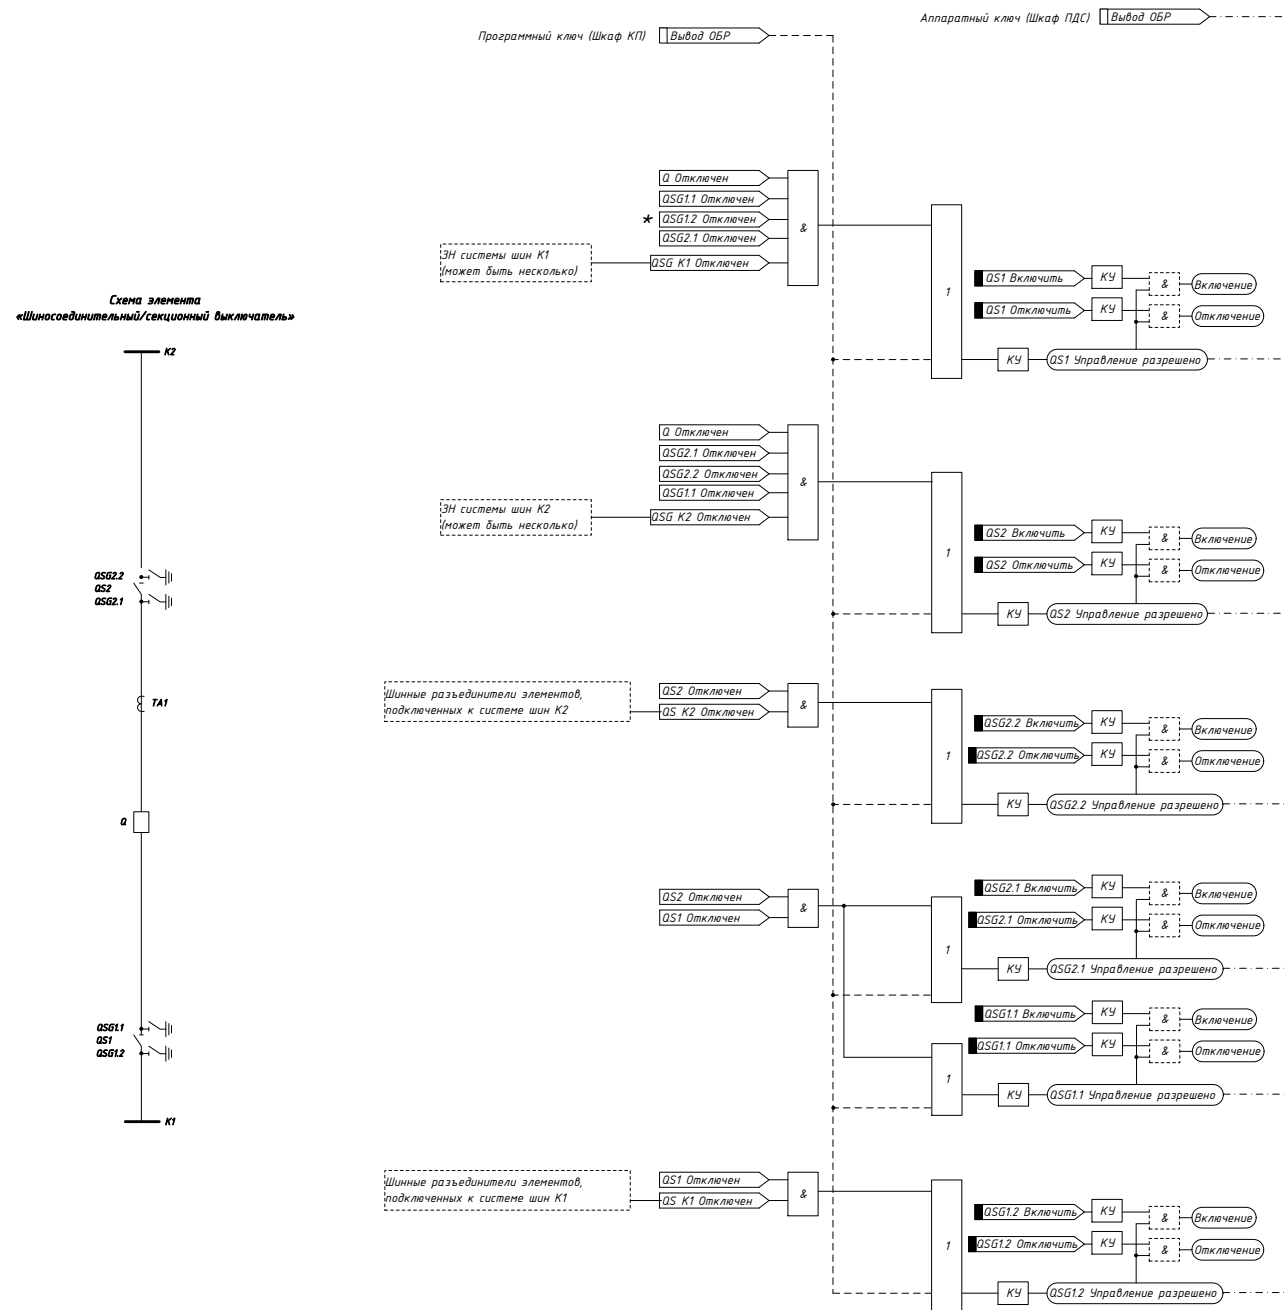 Аппаратный ключ (Шкаф ПДС)
Вывод ОБР
Программный ключ (Шкаф КП)
Вывод ОБР
Схема элемента
«Шиносоединительный/секционный выключатель»
K2
QSG2.2
QS2
QSG2.1
TA1
Q
QSG1.1
QS1
QSG1.2
K1
Q Отключен
QSG1.1 Отключен
* QSG1.2 Отключен
QSG2.1 Отключен
QSG K1 Отключен
ЗН системы шин К1
(может быть несколько)
&
1
QS1 Включить
КУ
&
Включение
QS1 Отключить
КУ
&
Отключение
КУ
QS1 Управление разрешено
Q Отключен
QSG2.1 Отключен
QSG2.2 Отключен
QSG1.1 Отключен
QSG K2 Отключен
ЗН системы шин К2
(может быть несколько)
&
1
QS2 Включить
КУ
&
Включение
QS2 Отключить
КУ
&
Отключение
КУ
QS2 Управление разрешено
Шинные разъединители элементов,
подключенных к системе шин К2
QS2 Отключен
QS K2 Отключен
&
1
QSG2.2 Включить
КУ
&
Включение
QSG2.2 Отключить
КУ
&
Отключение
КУ
QSG2.2 Управление разрешено
QS2 Отключен
QS1 Отключен
&
1
QSG2.1 Включить
КУ
&
Включение
QSG2.1 Отключить
КУ
&
Отключение
КУ
QSG2.1 Управление разрешено
1
QSG1.1 Включить
КУ
&
Включение
QSG1.1 Отключить
КУ
&
Отключение
КУ
QSG1.1 Управление разрешено
Шинные разъединители элементов,
подключенных к системе шин К1
QS1 Отключен
QS K1 Отключен
&
1
QSG1.2 Включить
КУ
&
Включение
QSG1.2 Отключить
КУ
&
Отключение
КУ
QSG1.2 Управление разрешено